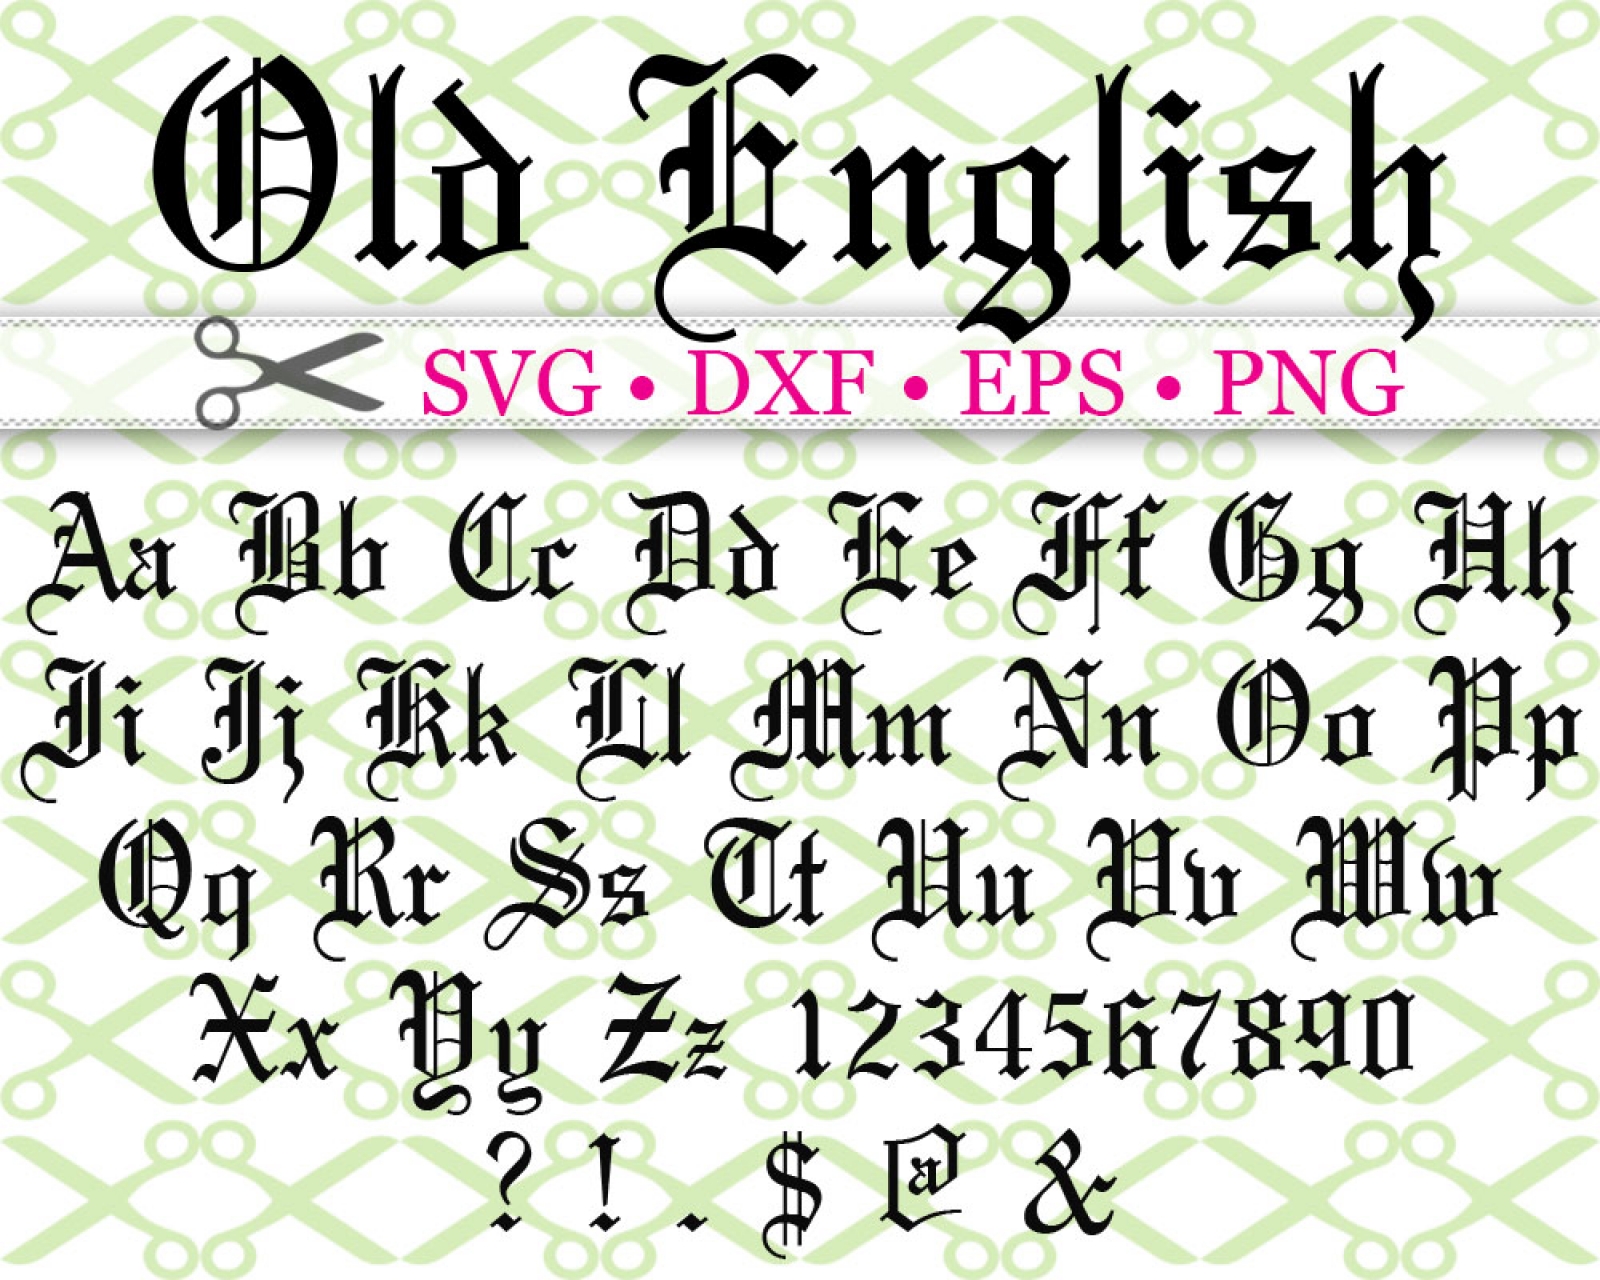 Old English
SVG • DXF • EPS • PNG
Aa Bb Cc Dd Ee Ff Gg Hh
Ii Jj Kk Ll Mm Nn Oo Pp
Qq Rr Ss Tt Uu Vv Ww
Xx Yy Zz 1234567890
? ! . $ @ &